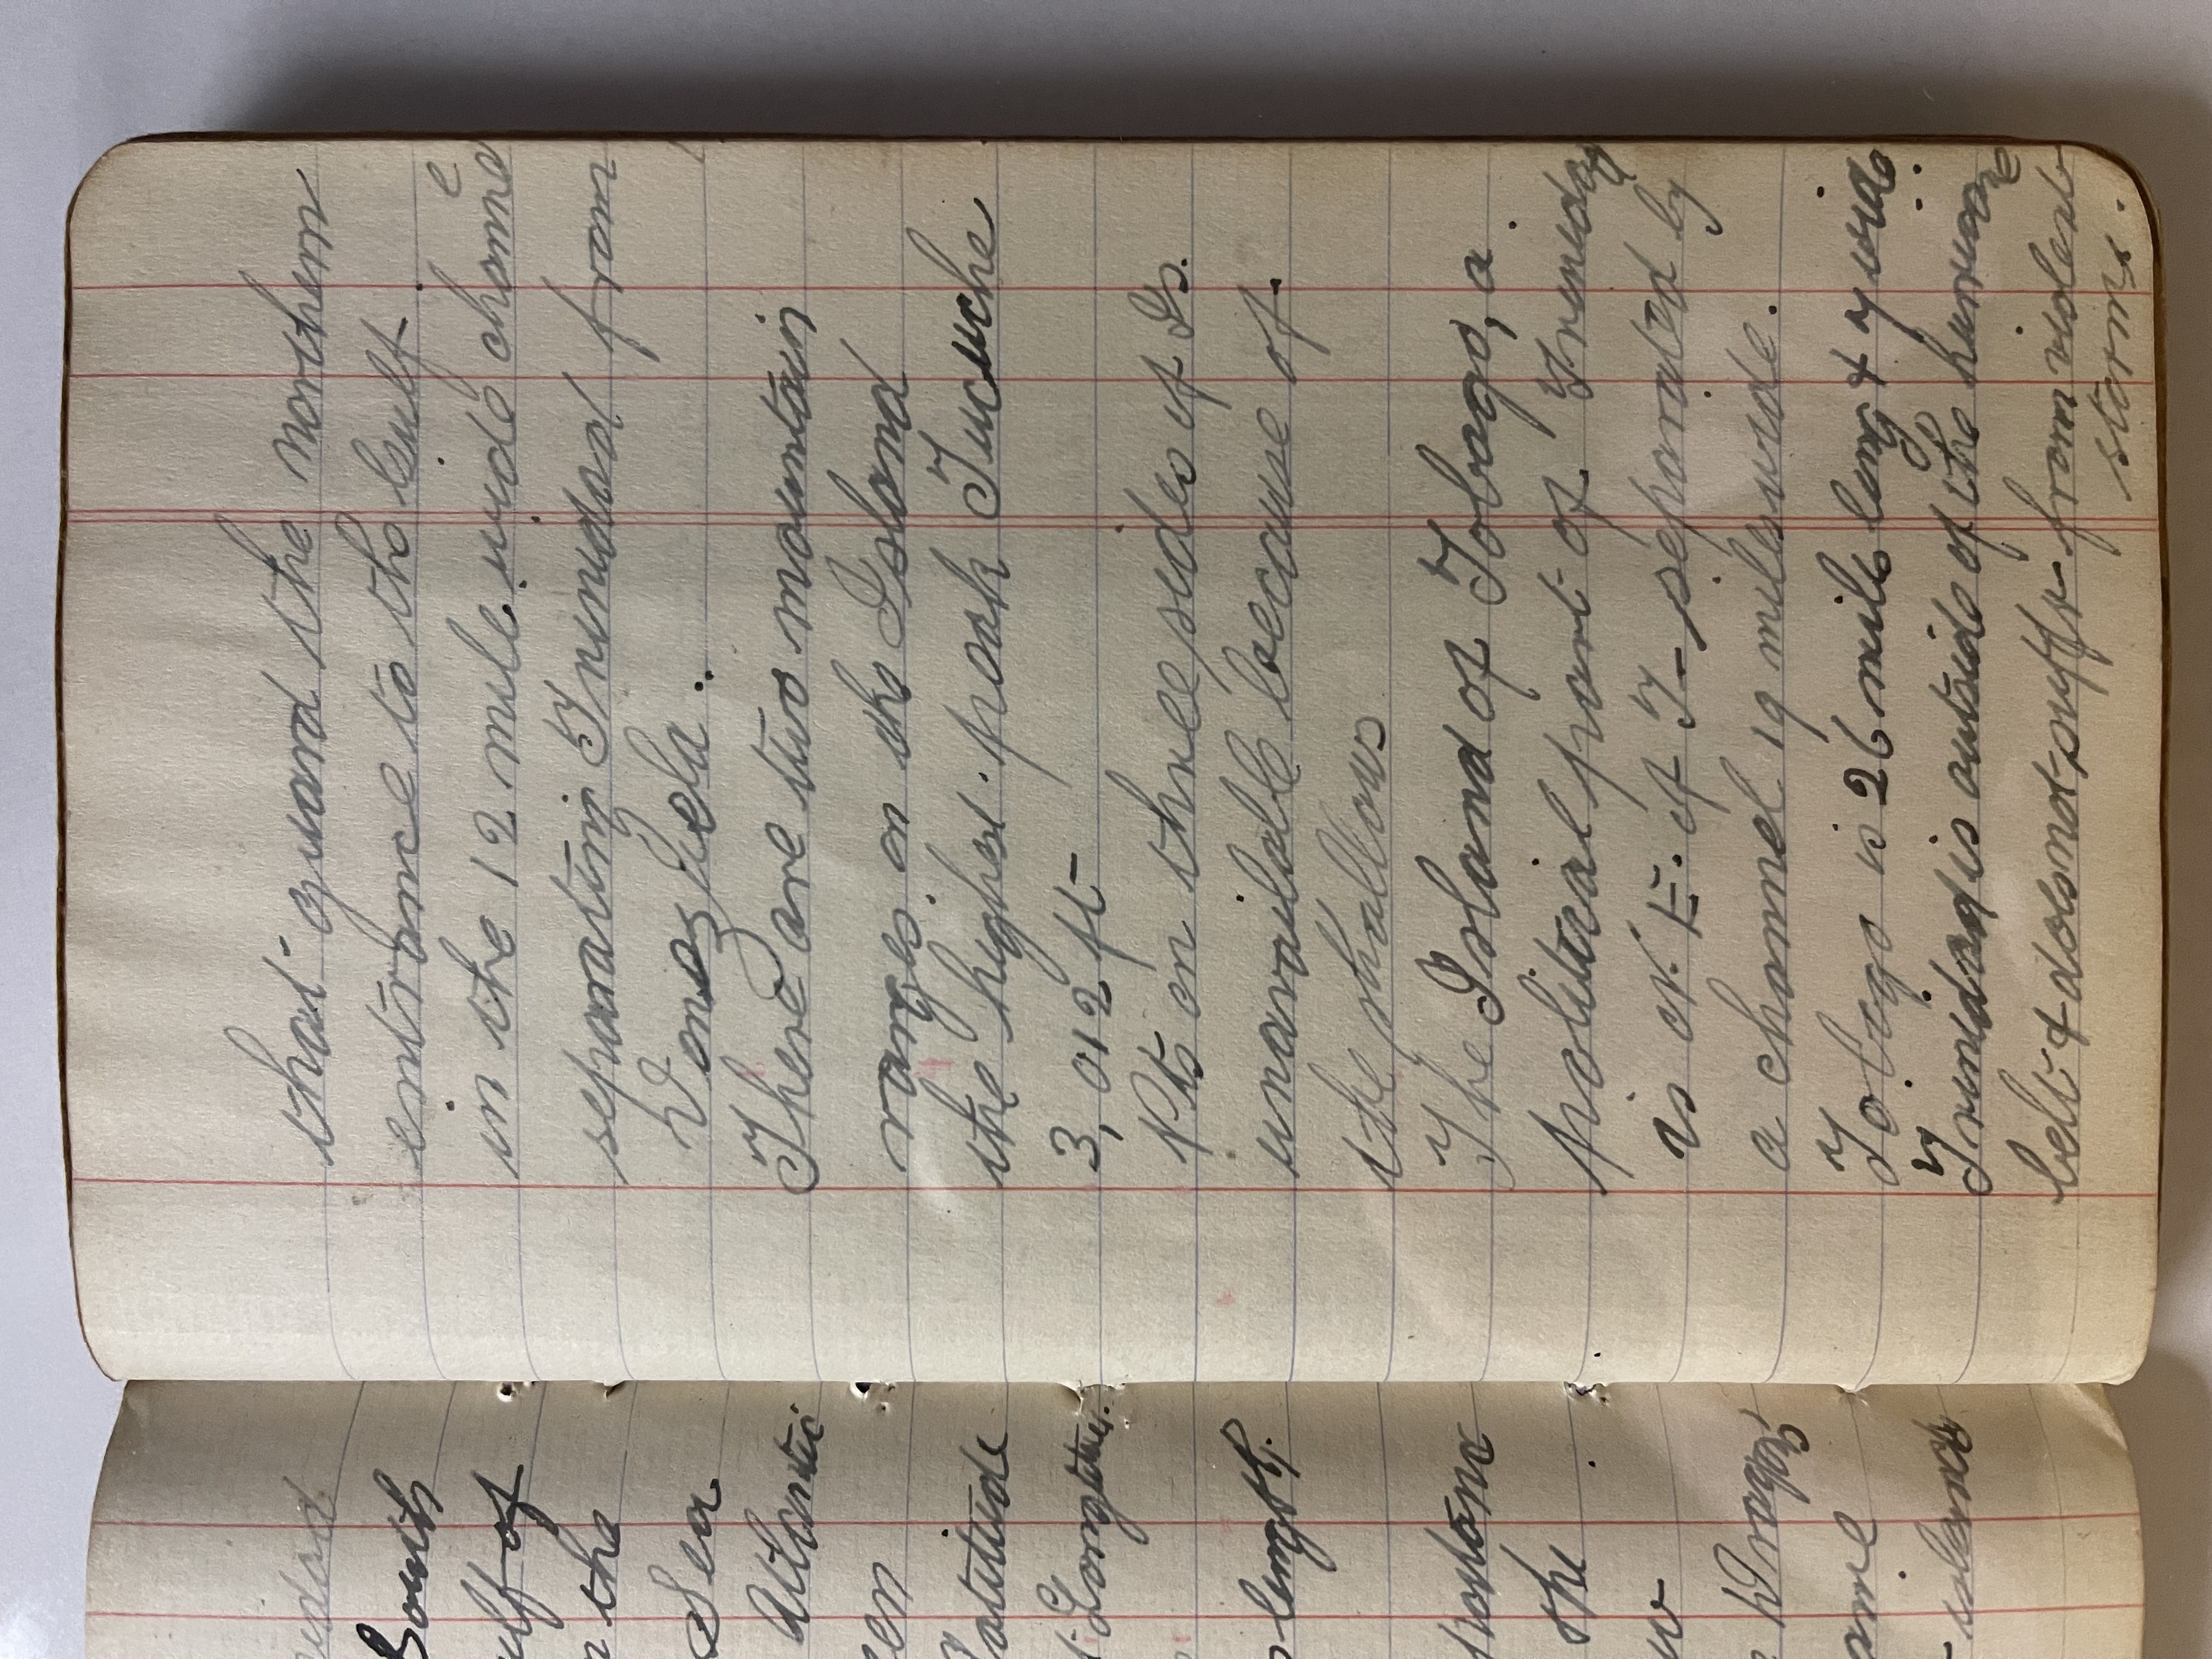 idad
South
ulf of
n the
Sea
Atlantic
en
Latitude
t Longitude.
length
portance
the
w
Dragon's
ame
islands
that guard the northern
entrance to the Gulf.
in the 12 mile wide channel
separating Trinidad from
Venezuela.
There are two mountain
ranges on the Island
the highest peak Tucuche
3,012 ft
Pts on three sides of Is.
unavailable because of
the shallows
The Island of Tobago, a
political part of Trinidad
is N. E. of T- separated by
a channel 19 miles wide.
Tobago is 26 miles long & 7 wide
Trinidad is outside of the hurricane
belt & does not suffer from violent
storms.